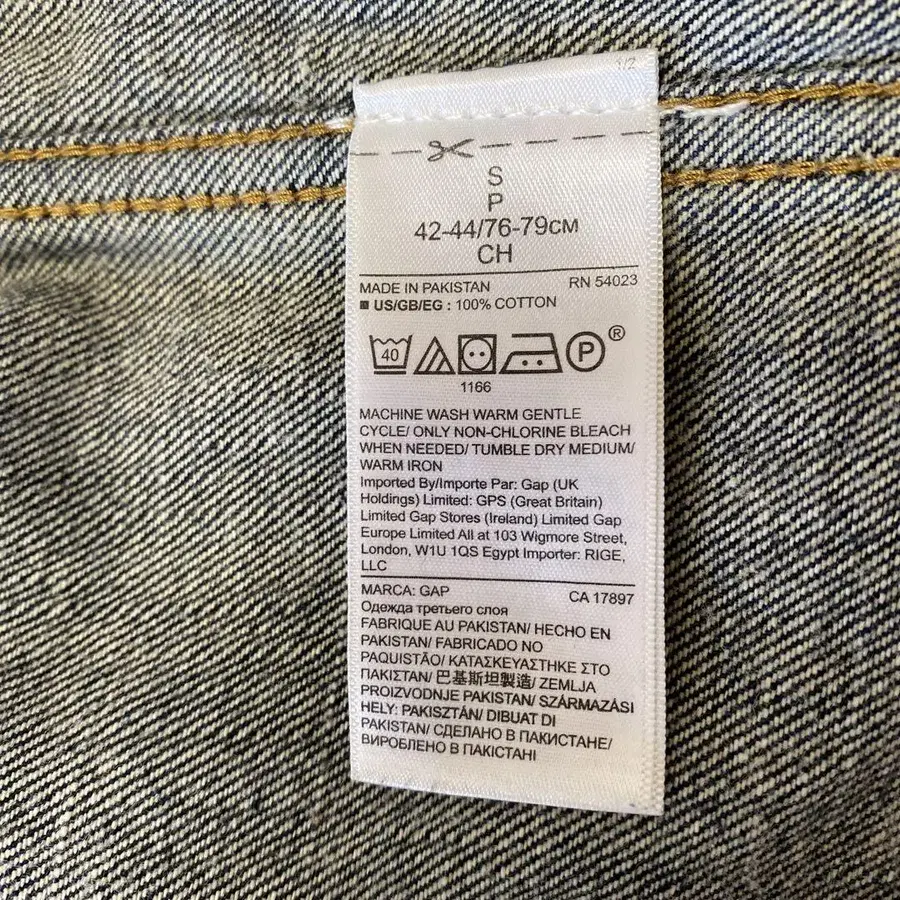 1/2
S
P
42-44/76-79CM
CH
MADE IN PAKISTAN RN 54023
US/GB/EG : 100% COTTON
40 P ®
1166
MACHINE WASH WARM GENTLE
CYCLE/ ONLY NON-CHLORINE BLEACH
WHEN NEEDED/ TUMBLE DRY MEDIUM/
WARM IRON
Imported By/Importe Par: Gap (UK
Holdings) Limited: GPS (Great Britain)
Limited Gap Stores (Ireland) Limited Gap
Europe Limited All at 103 Wigmore Street,
London, W1U 1QS Egypt Importer: RIGE,
LLC
MARCA: GAP CA 17897
Одежда третьего слоя
FABRIQUE AU PAKISTAN/ HECHO EN
PAKISTAN/ FABRICADO NO
PAQUISTÃO/ ΚΑΤΑΣΚΕΥΑΣΤΗΚΕ ΣΤΟ
ΠΑΚΙΣΤΑΝ/ 巴基斯坦製造/ ZEMLJA
PROIZVODNJE PAKISTAN/ SZÁRMAZÁSI
HELY: PAKISZTÁN/ DIBUAT DI
PAKISTAN/ СДЕЛАНО В ПАКИСТАНЕ/
ВИРОБЛЕНО В ПАКІСТАНІ